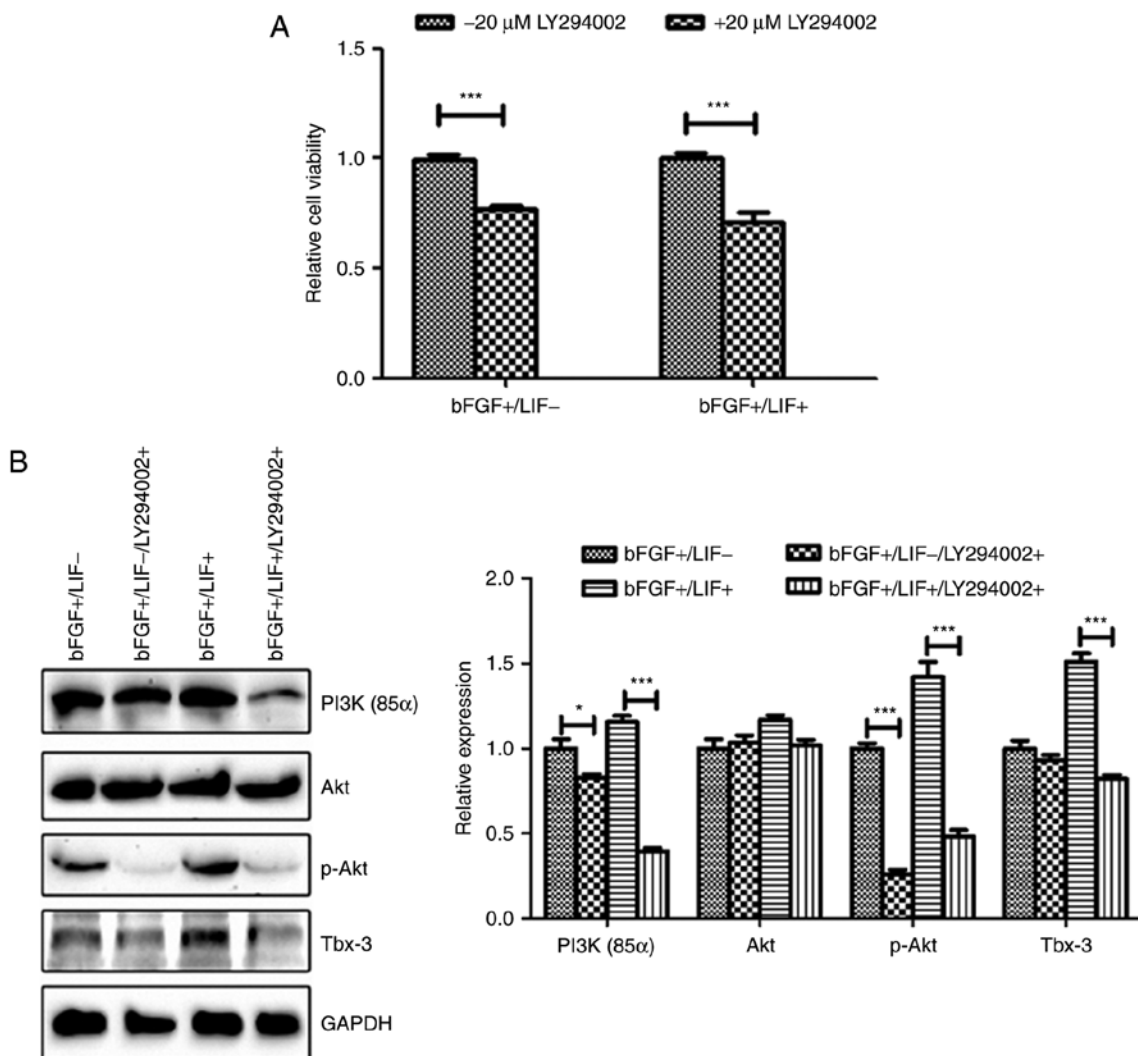 A
−20 μM LY294002 +20 μM LY294002
1.5
1.0
0.5
0.0
Relative cell viability
*** ***
bFGF+/LIF− bFGF+/LIF+
B
bFGF+/LIF−
bFGF+/LIF−/LY294002+
bFGF+/LIF+
bFGF+/LIF+/LY294002+
PI3K (85α)
Akt
p-Akt
Tbx-3
GAPDH
bFGF+/LIF− bFGF+/LIF−/LY294002+
bFGF+/LIF+ bFGF+/LIF+/LY294002+
2.0
1.5
1.0
0.5
0.0
Relative expression
* *** *** *** ***
PI3K (85α) Akt p-Akt Tbx-3